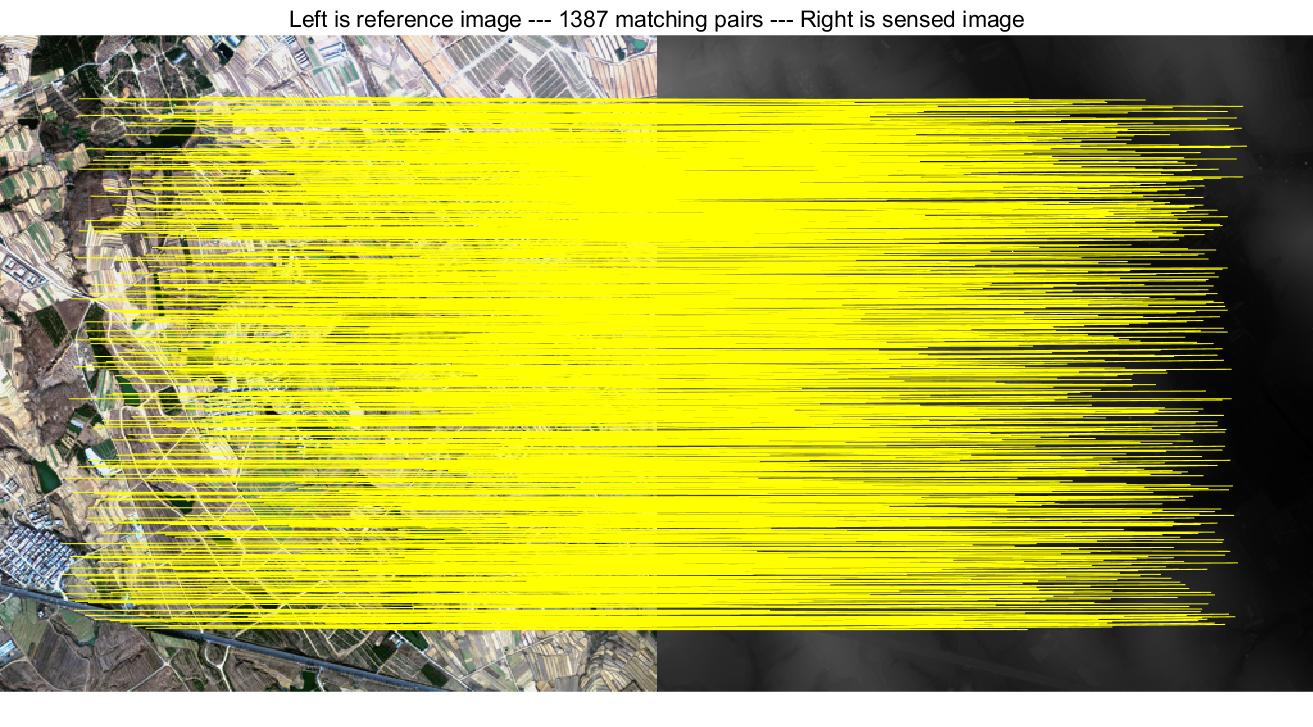 Left is reference image --- 1387 matching pairs --- Right is sensed image